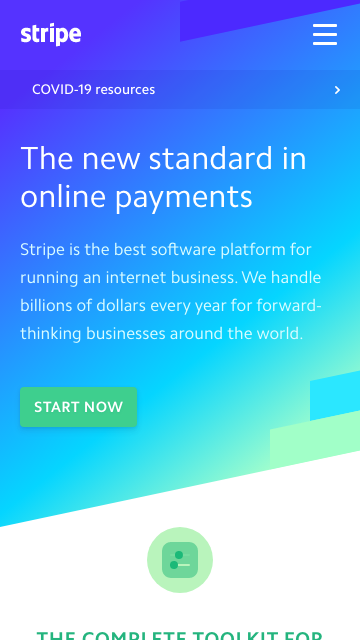 stripe
COVID-19 resources
The new standard in
online payments
Stripe is the best software platform for
running an internet business. We handle
billions of dollars every year for forward-
thinking businesses around the world.
START NOW
THE COMPLETE TOOLKIT FOR